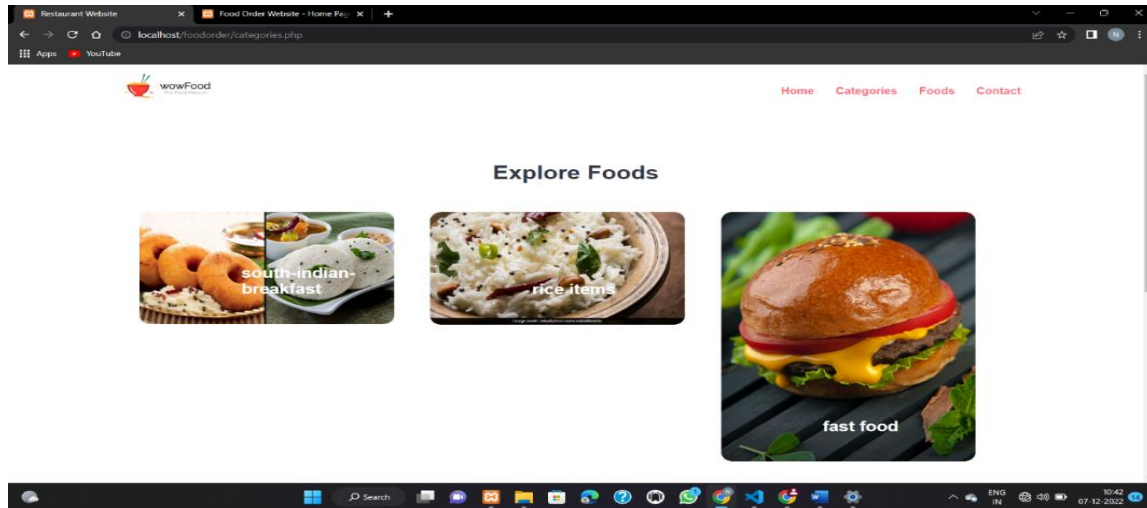 Restaurant Website
Food Order Website - Home Pag
localhost/foodorder/categories.php
Apps
YouTube
wowFood
Home
Categories
Foods
Contact
Explore Foods
south-indian-
breakfast
rice items
fast food
Search
ENG
IN
10:42
07-12-2022